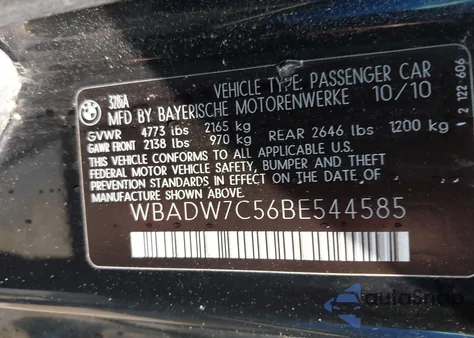 328iA
VEHICLE TYPE: PASSENGER CAR
MFD BY BAYERISCHE MOTORENWERKE 10/10
GVWR 4773 lbs 2165 kg
GAWR FRONT 2138 lbs 970 kg REAR 2646 lbs 1200 kg
THIS VEHICLE CONFORMS TO ALL APPLICABLE U.S.
FEDERAL MOTOR VEHICLE SAFETY, BUMPER AND THEFT
PREVENTION STANDARDS IN EFFECT ON THE DATE OF
MANUFACTURE SHOWN ABOVE.
WBADW7C56BE544585
2 122 606
autoSnap